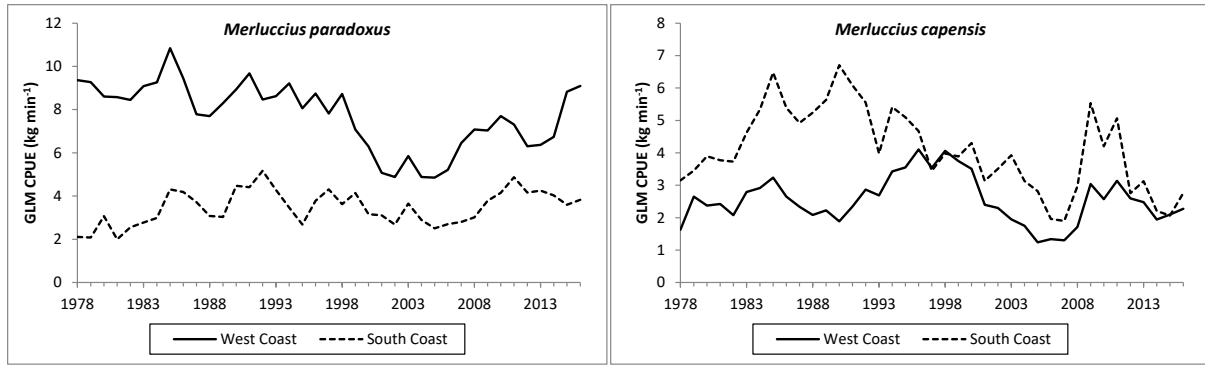 Merluccius paradoxus
GLM CPUE (kg min-1)
12
10
8
6
4
2
0
1978 1983 1988 1993 1998 2003 2008 2013
West Coast South Coast
Merluccius capensis
GLM CPUE (kg min-1)
8
7
6
5
4
3
2
1
0
1978 1983 1988 1993 1998 2003 2008 2013
West Coast South Coast